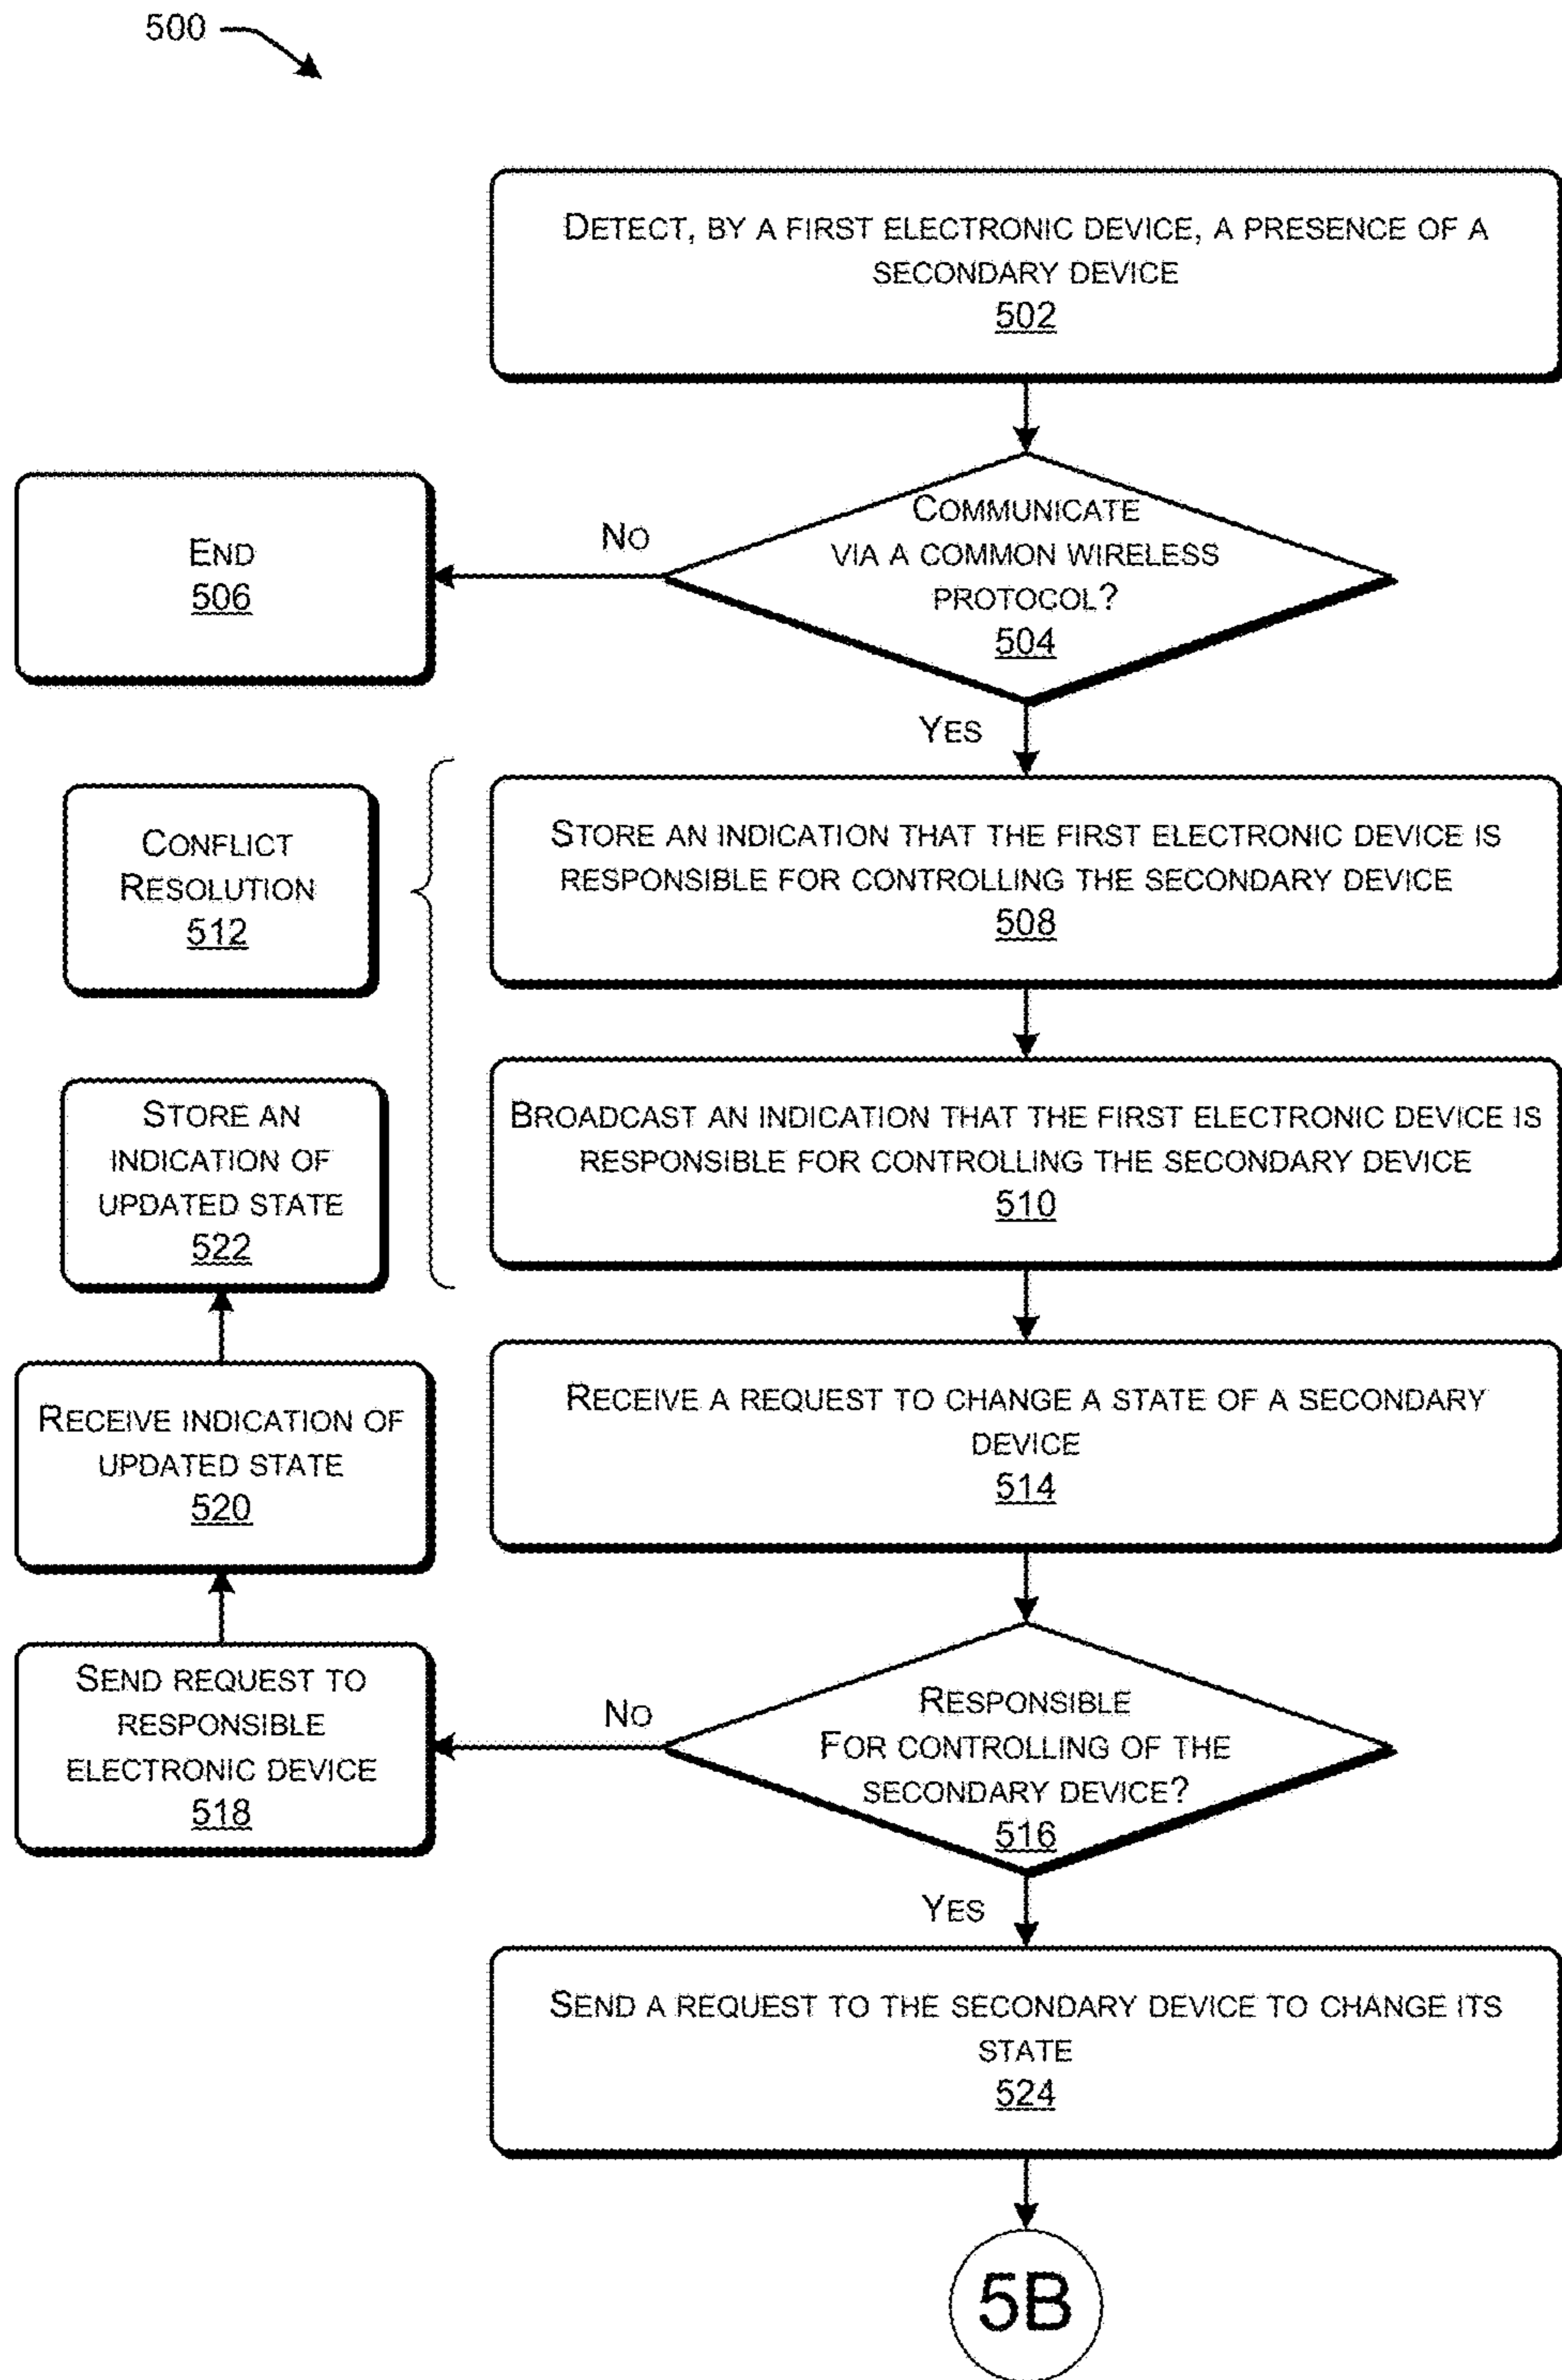 500
DETECT, BY A FIRST ELECTRONIC DEVICE, A PRESENCE OF A
SECONDARY DEVICE
502
COMMUNICATE
VIA A COMMON WIRELESS
PROTOCOL?
504
NO
END
506
YES
STORE AN INDICATION THAT THE FIRST ELECTRONIC DEVICE IS
RESPONSIBLE FOR CONTROLLING THE SECONDARY DEVICE
508
CONFLICT
RESOLUTION
512
BROADCAST AN INDICATION THAT THE FIRST ELECTRONIC DEVICE IS
RESPONSIBLE FOR CONTROLLING THE SECONDARY DEVICE
510
STORE AN
INDICATION OF
UPDATED STATE
522
RECEIVE A REQUEST TO CHANGE A STATE OF A SECONDARY
DEVICE
514
RECEIVE INDICATION OF
UPDATED STATE
520
RESPONSIBLE
FOR CONTROLLING OF THE
SECONDARY DEVICE?
516
NO
SEND REQUEST TO
RESPONSIBLE
ELECTRONIC DEVICE
518
YES
SEND A REQUEST TO THE SECONDARY DEVICE TO CHANGE ITS
STATE
524
5B